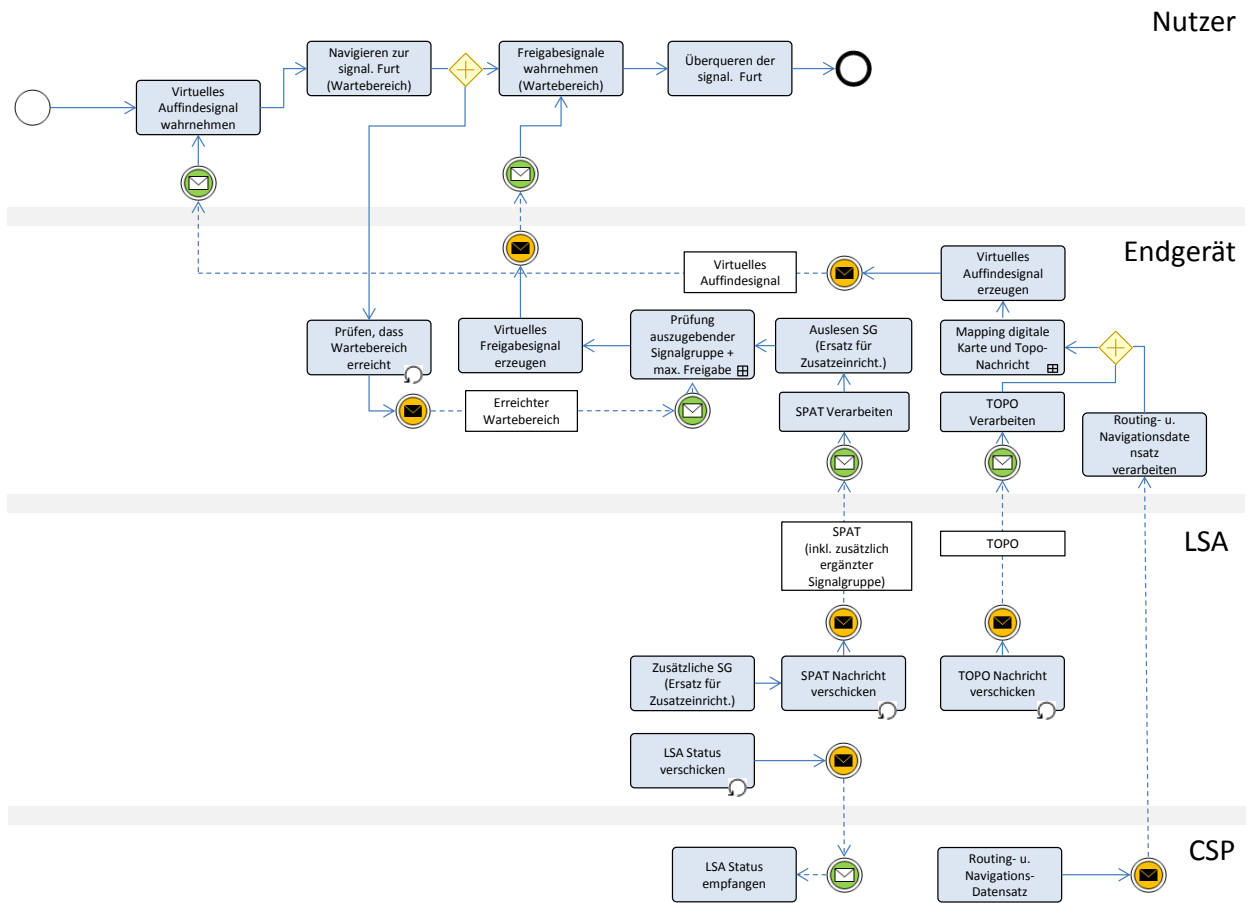 Nutzer
Virtuelles
Auffindesignal
wahrnehmen
Navigieren zur
signal. Furt
(Wartebereich)
Freigabesignale
wahrnehmen
(Wartebereich)
Überqueren der
signal. Furt
Endgerät
Virtuelles
Auffindesignal
Virtuelles
Auffindesignal
erzeugen
Prüfen, dass
Wartebereich
erreicht
Virtuelles
Freigabesignal
erzeugen
Prüfung
auszugebender
Signalgruppe +
max. Freigabe
Auslesen SG
(Ersatz für
Zusatzeinricht.)
Mapping digitale
Karte und Topo-
Nachricht
Erreichter
Wartebereich
SPAT Verarbeiten
TOPO
Verarbeiten
Routing- u.
Navigationsdate
nsatz
verarbeiten
LSA
SPAT
(inkl. zusätzlich
ergänzter
Signalgruppe)
TOPO
Zusätzliche SG
(Ersatz für
Zusatzeinricht.)
SPAT Nachricht
verschicken
TOPO Nachricht
verschicken
LSA Status
verschicken
CSP
LSA Status
empfangen
Routing- u.
Navigations-
Datensatz